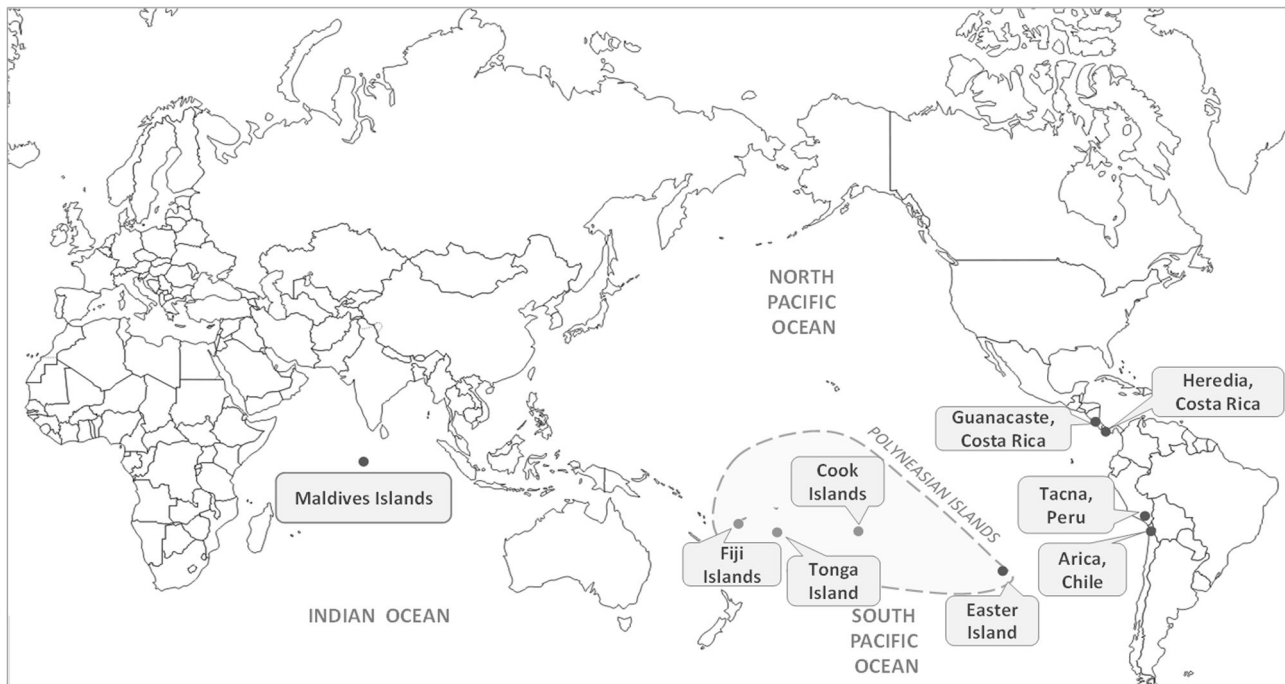 NORTH
PACIFIC
OCEAN
Heredia,
Costa Rica
Guanacaste,
Costa Rica
POLYNEASIAN ISLANDS
Cook
Islands
Maldives Islands
Tacna,
Peru
Fiji
Islands
Tonga
Island
Arica,
Chile
Easter
Island
INDIAN OCEAN
SOUTH
PACIFIC
OCEAN